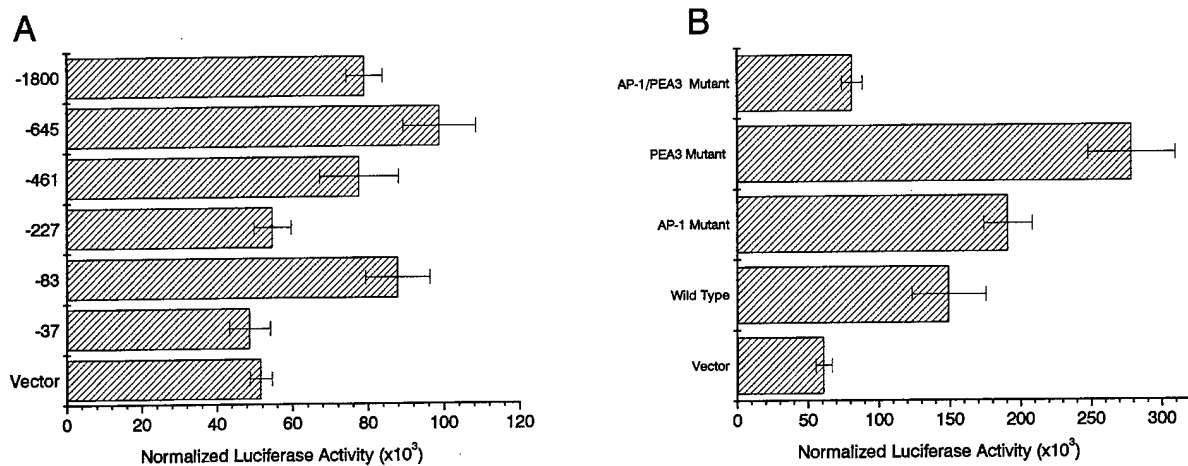 A
-1800
-645
-461
-227
-83
-37
Vector
0 20 40 60 80 100 120
Normalized Luciferase Activity (x10³)
B
AP-1/PEA3 Mutant
PEA3 Mutant
AP-1 Mutant
Wild Type
Vector
0 50 100 150 200 250 300
Normalized Luciferase Activity (x10³)